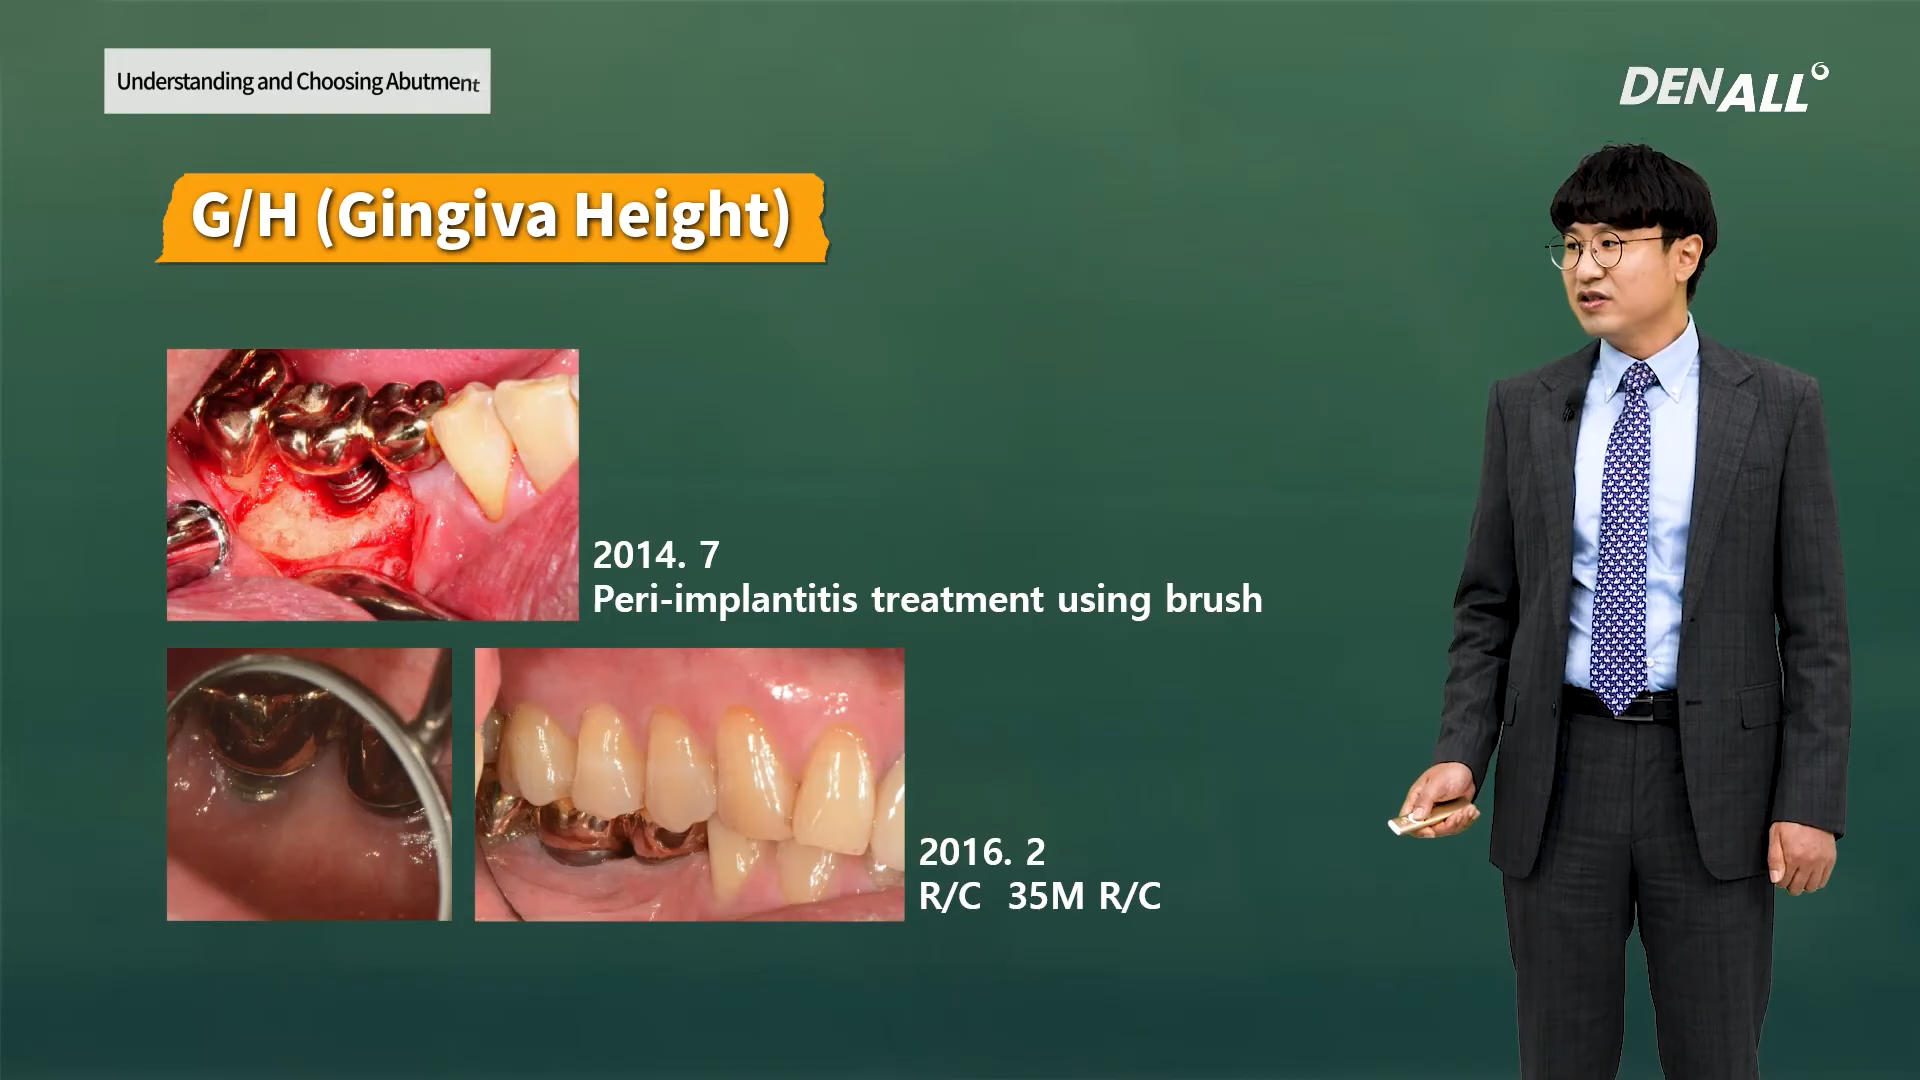 Understanding and Choosing Abutment
DENALL
G/H (Gingiva Height)
2014. 7
Peri-implantitis treatment using brush
2016. 2
R/C 35M R/C